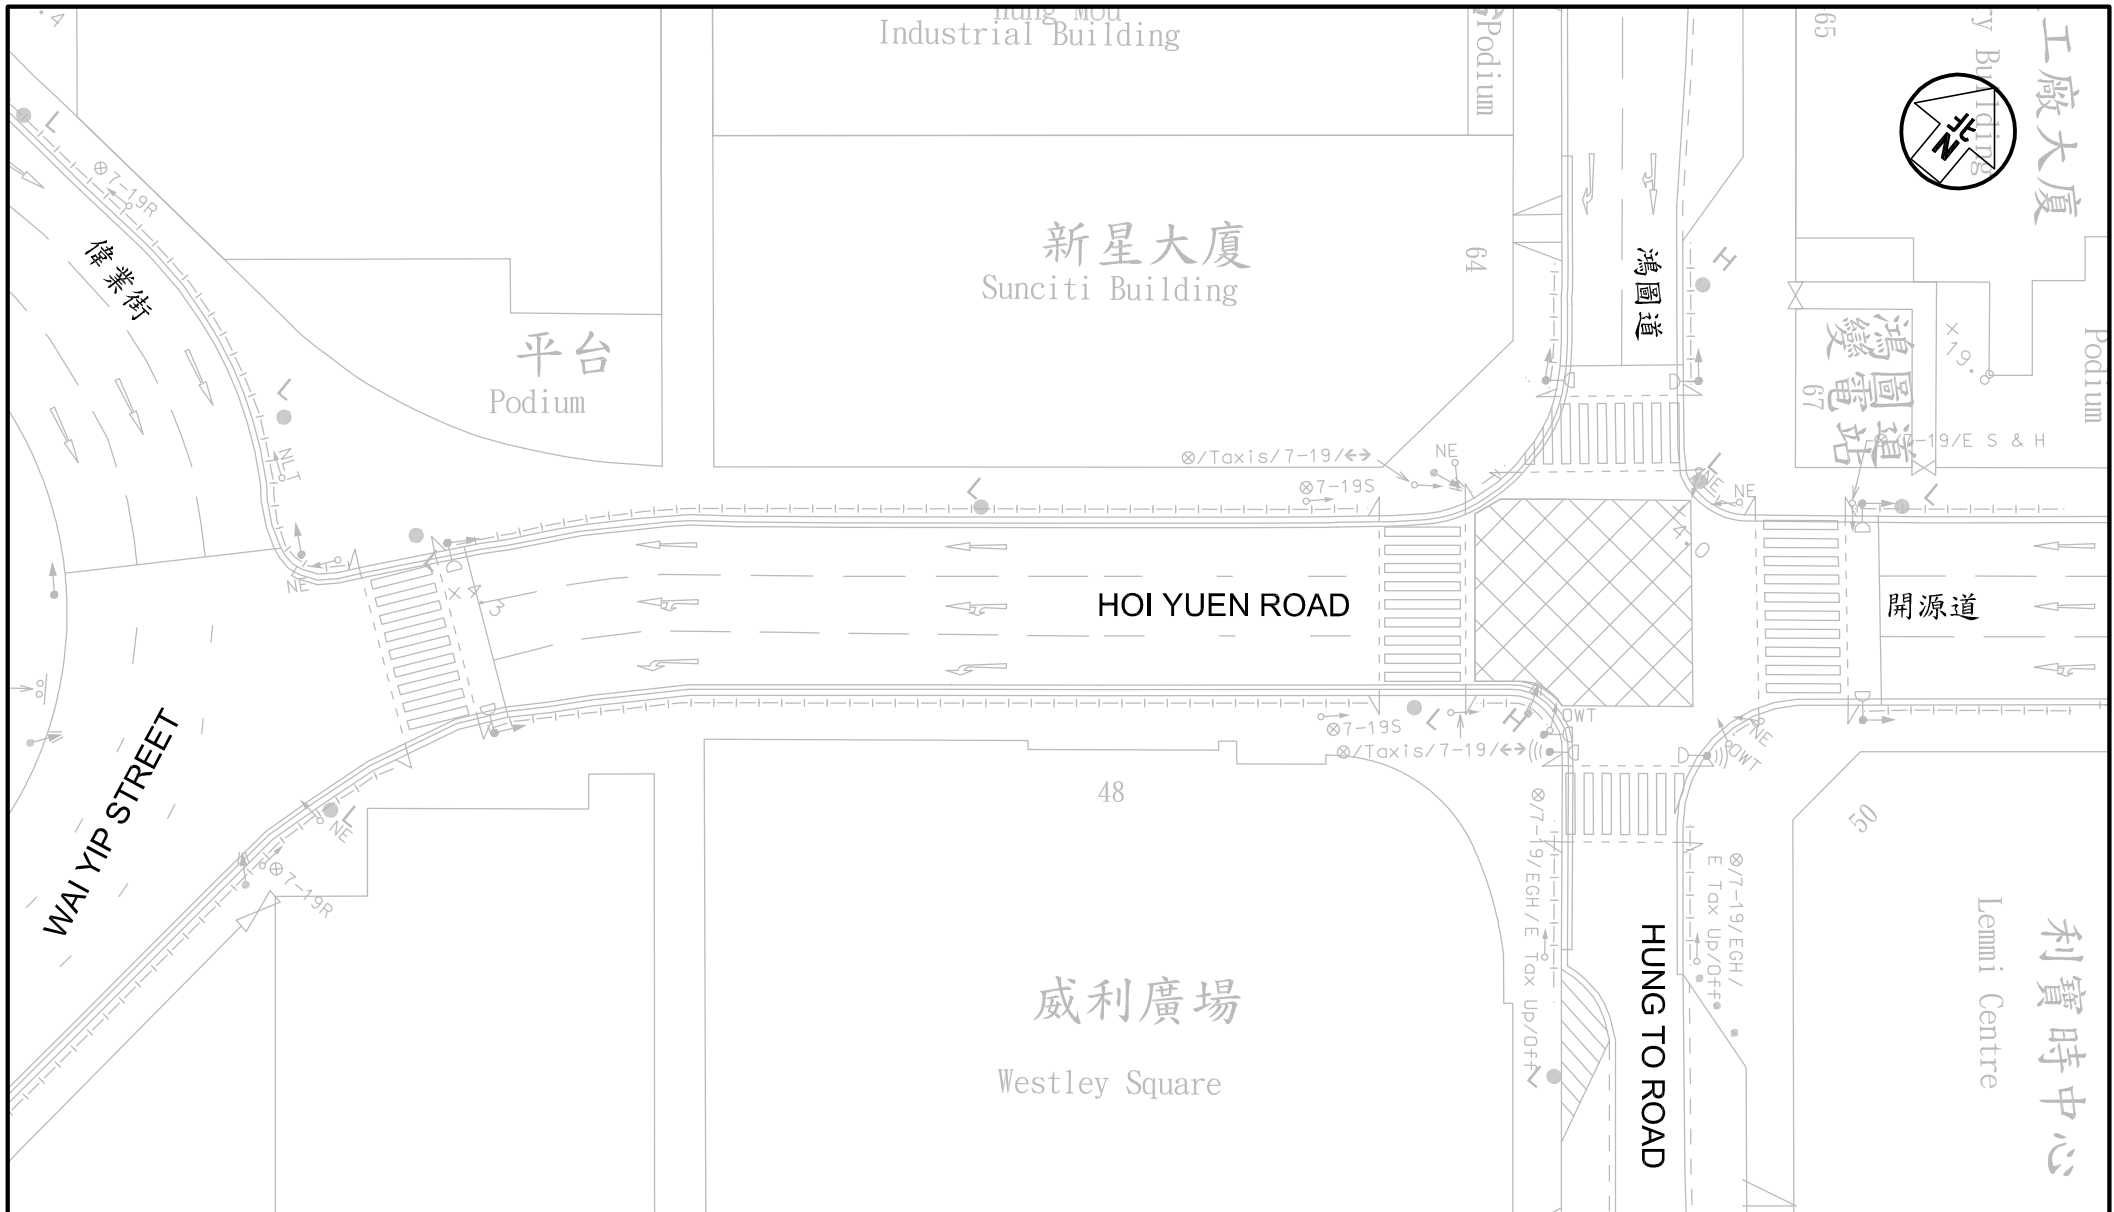 Hung Mou
Industrial Building
Podium
65
ry Building
工廠大廈
北
N
L
⊗7-19R
偉業街
新星大廈
Sunciti Building
64
鴻圖道
H
平台
Podium
鴻圖道
變電站
67
×19.
Podium
L
NLT
⊗/Taxis/7-19/<->
NE
⊗7-19S
L
L
NE
NE
⊗/7-19/E S & H
L
×4.0
NE
L
×4.3
HOI YUEN ROAD
開源道
WAI YIP STREET
⊗7-19S
L
⊗/Taxis/7-19/<->
H
OWT
NE
OWT
48
50
L
NE
⊗7-19R
⊗/7-19/EGH/E Tax Up/Off
L
⊗/7-19/EGH/
E Tax Up/Off
HUNG TO ROAD
威利廣場
Westley Square
Lemmi Centre
利寶時中心